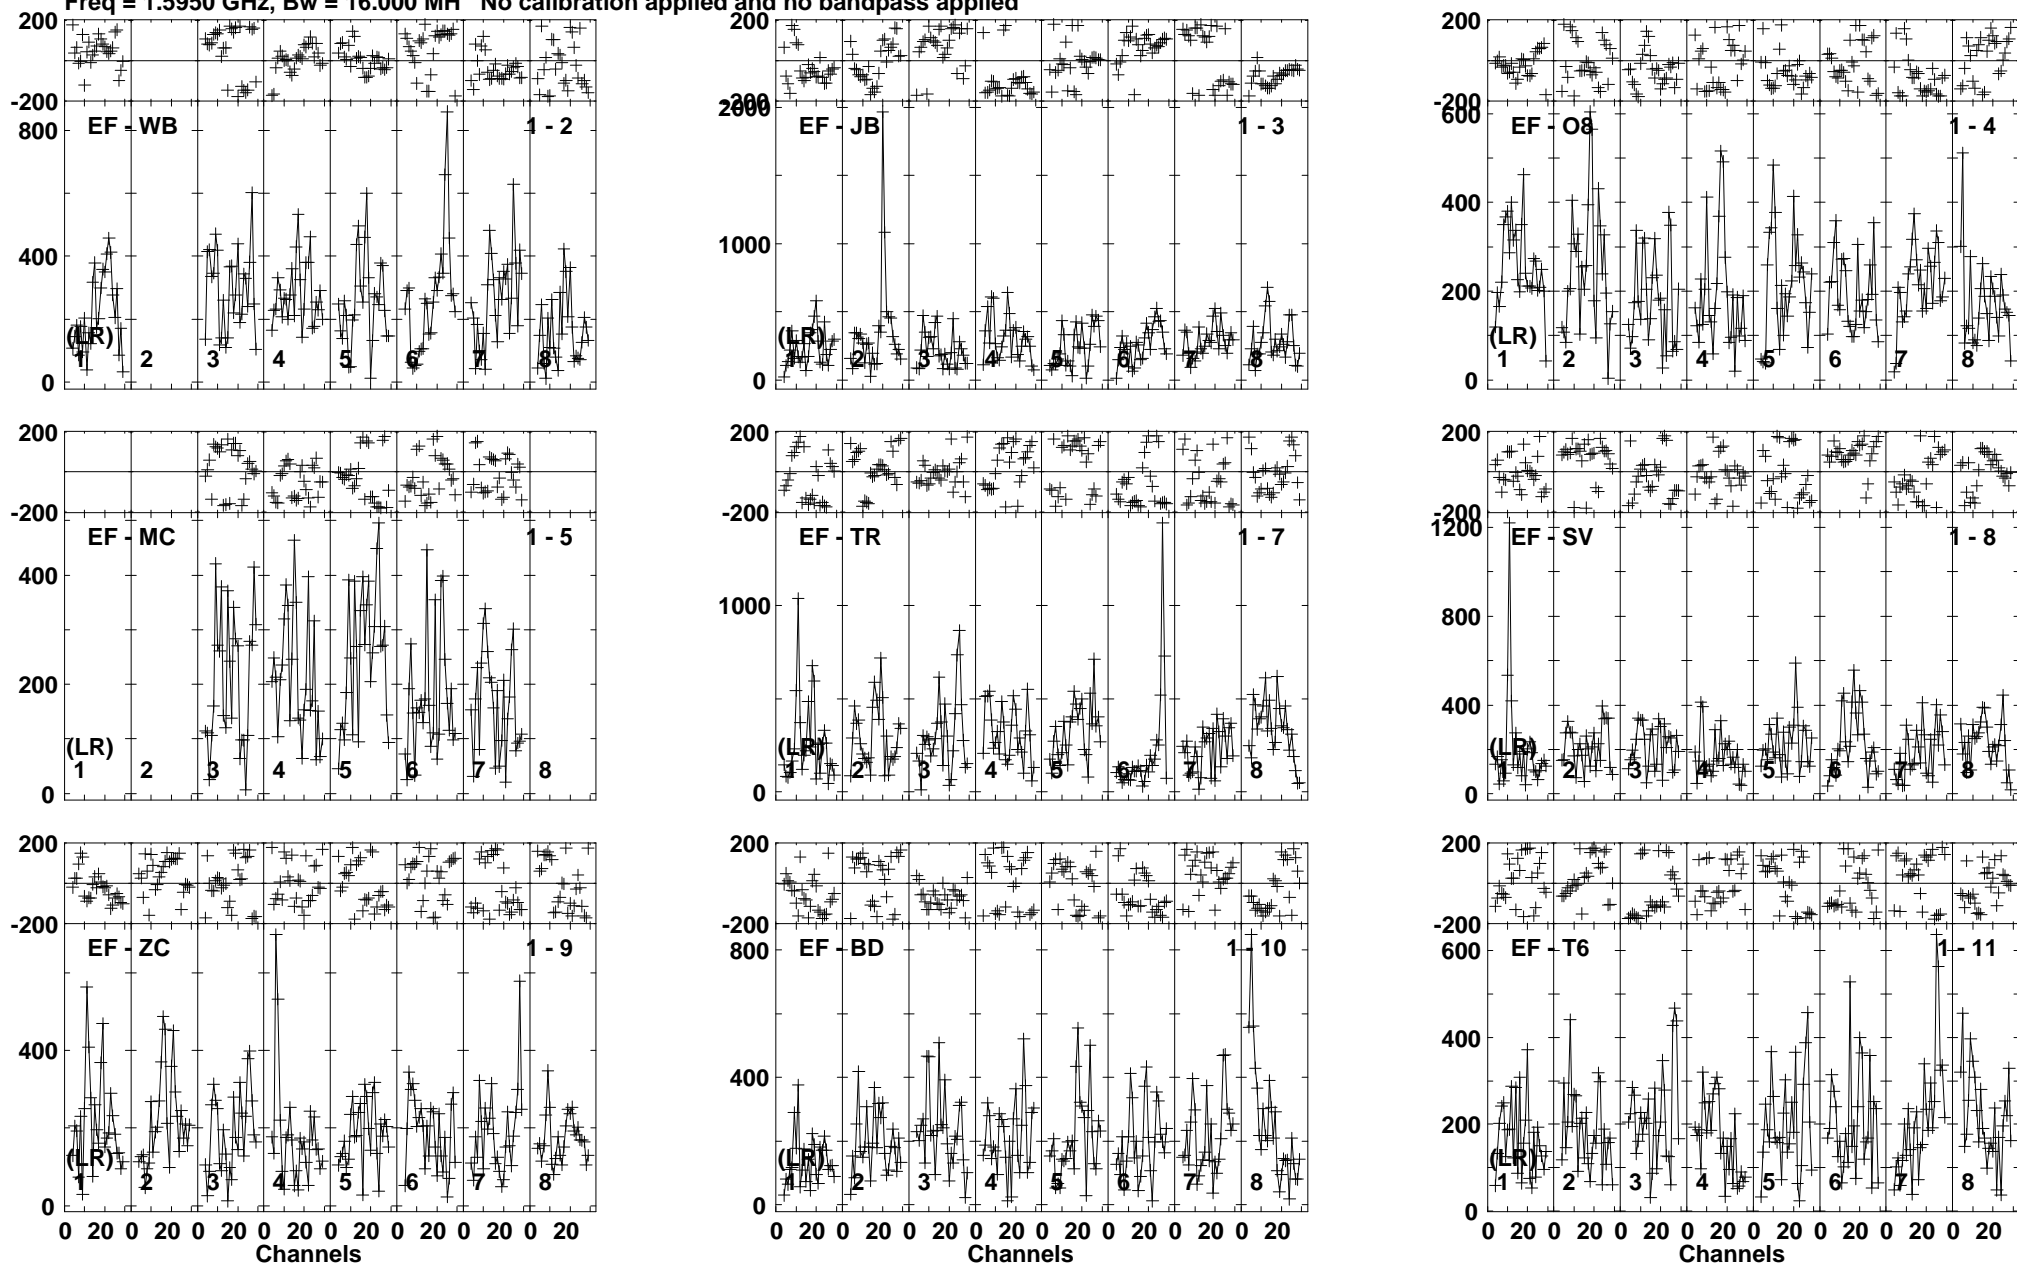 Freq = 1.5950 GHz, Bw = 16.000 MH No calibration applied and no bandpass applied
200
-200
800
400
0
EF - WB
1 - 2
(LR)
1 2 3 4 5 6 7 8
200
-200
2000
1000
0
EF - JB
1 - 3
(LR)
1 2 3 4 5 6 7 8
200
-200
600
400
200
0
EF - O8
1 - 4
(LR)
1 2 3 4 5 6 7 8
200
-200
400
200
0
EF - MC
1 - 5
(LR)
1 2 3 4 5 6 7 8
200
-200
1000
0
EF - TR
1 - 7
(LR)
1 2 3 4 5 6 7 8
200
-200
1200
800
400
0
EF - SV
1 - 8
(LR)
1 2 3 4 5 6 7 8
200
-200
400
0
EF - ZC
1 - 9
(LR)
1 2 3 4 5 6 7 8
0 20 0 20 0 20 0 20 0 20 0 20 0 20 0 20
Channels
200
-200
800
400
0
EF - BD
1 - 10
(LR)
1 2 3 4 5 6 7 8
0 20 0 20 0 20 0 20 0 20 0 20 0 20 0 20
Channels
200
-200
600
400
200
0
EF - T6
1 - 11
(LR)
1 2 3 4 5 6 7 8
0 20 0 20 0 20 0 20 0 20 0 20 0 20 0 20
Channels